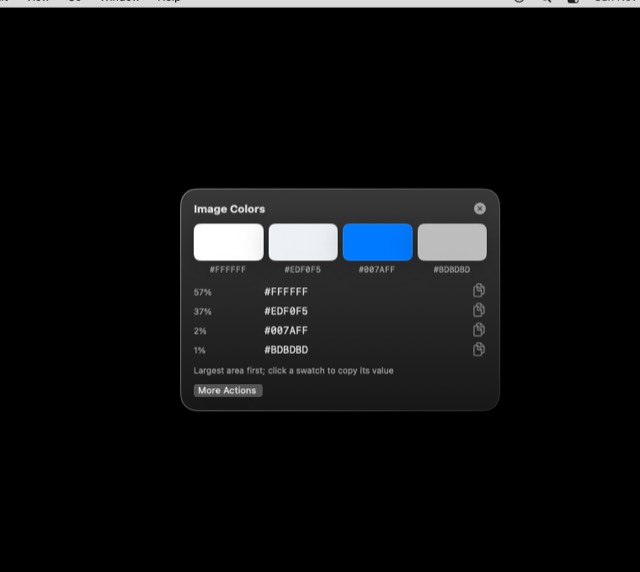 Window
Image Colors
#FFFFFF #EDF0F5 #007AFF #BDBDBD
57% #FFFFFF
37% #EDF0F5
2% #007AFF
1% #BDBDBD
Largest area first; click a swatch to copy its value
More Actions